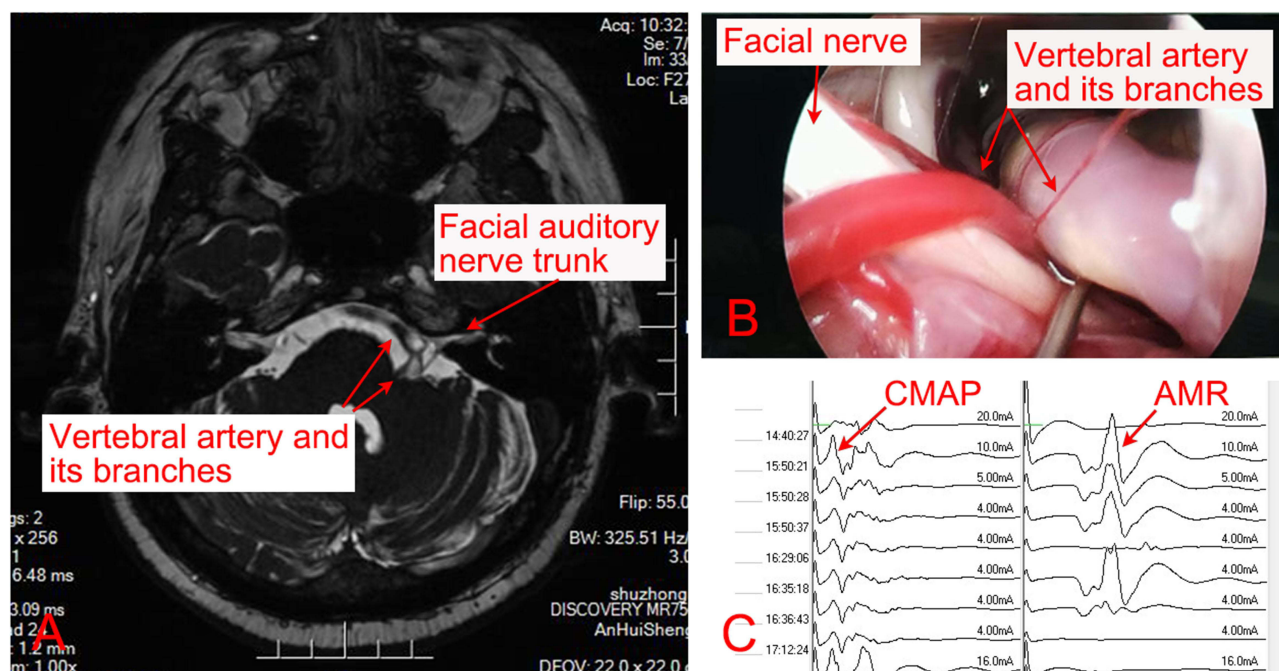 Acq: 10:32:
Se: 7/
Im: 33/
Loc: F27
La
Facial auditory
nerve trunk
Vertebral artery and
its branches
gs: 2
x 256
1
6.48 ms
3.09 ms
nd 2
: 1.2 mm
m: 1.00x
Flip: 55.0
BW: 325.51 Hz/
3.0
shuzhong
DISCOVERY MR75
AnHuiSheng
DFOV: 22.0 x 22.0
A
Facial nerve
Vertebral artery
and its branches
B
CMAP
AMR
20.0mA
20.0mA
14:40:27
10.0mA
10.0mA
15:50:21
5.00mA
5.00mA
15:50:28
4.00mA
4.00mA
15:50:37
4.00mA
4.00mA
16:29:06
4.00mA
4.00mA
16:35:18
4.00mA
4.00mA
16:36:43
4.00mA
4.00mA
17:12:24
16.0mA
16.0mA
C